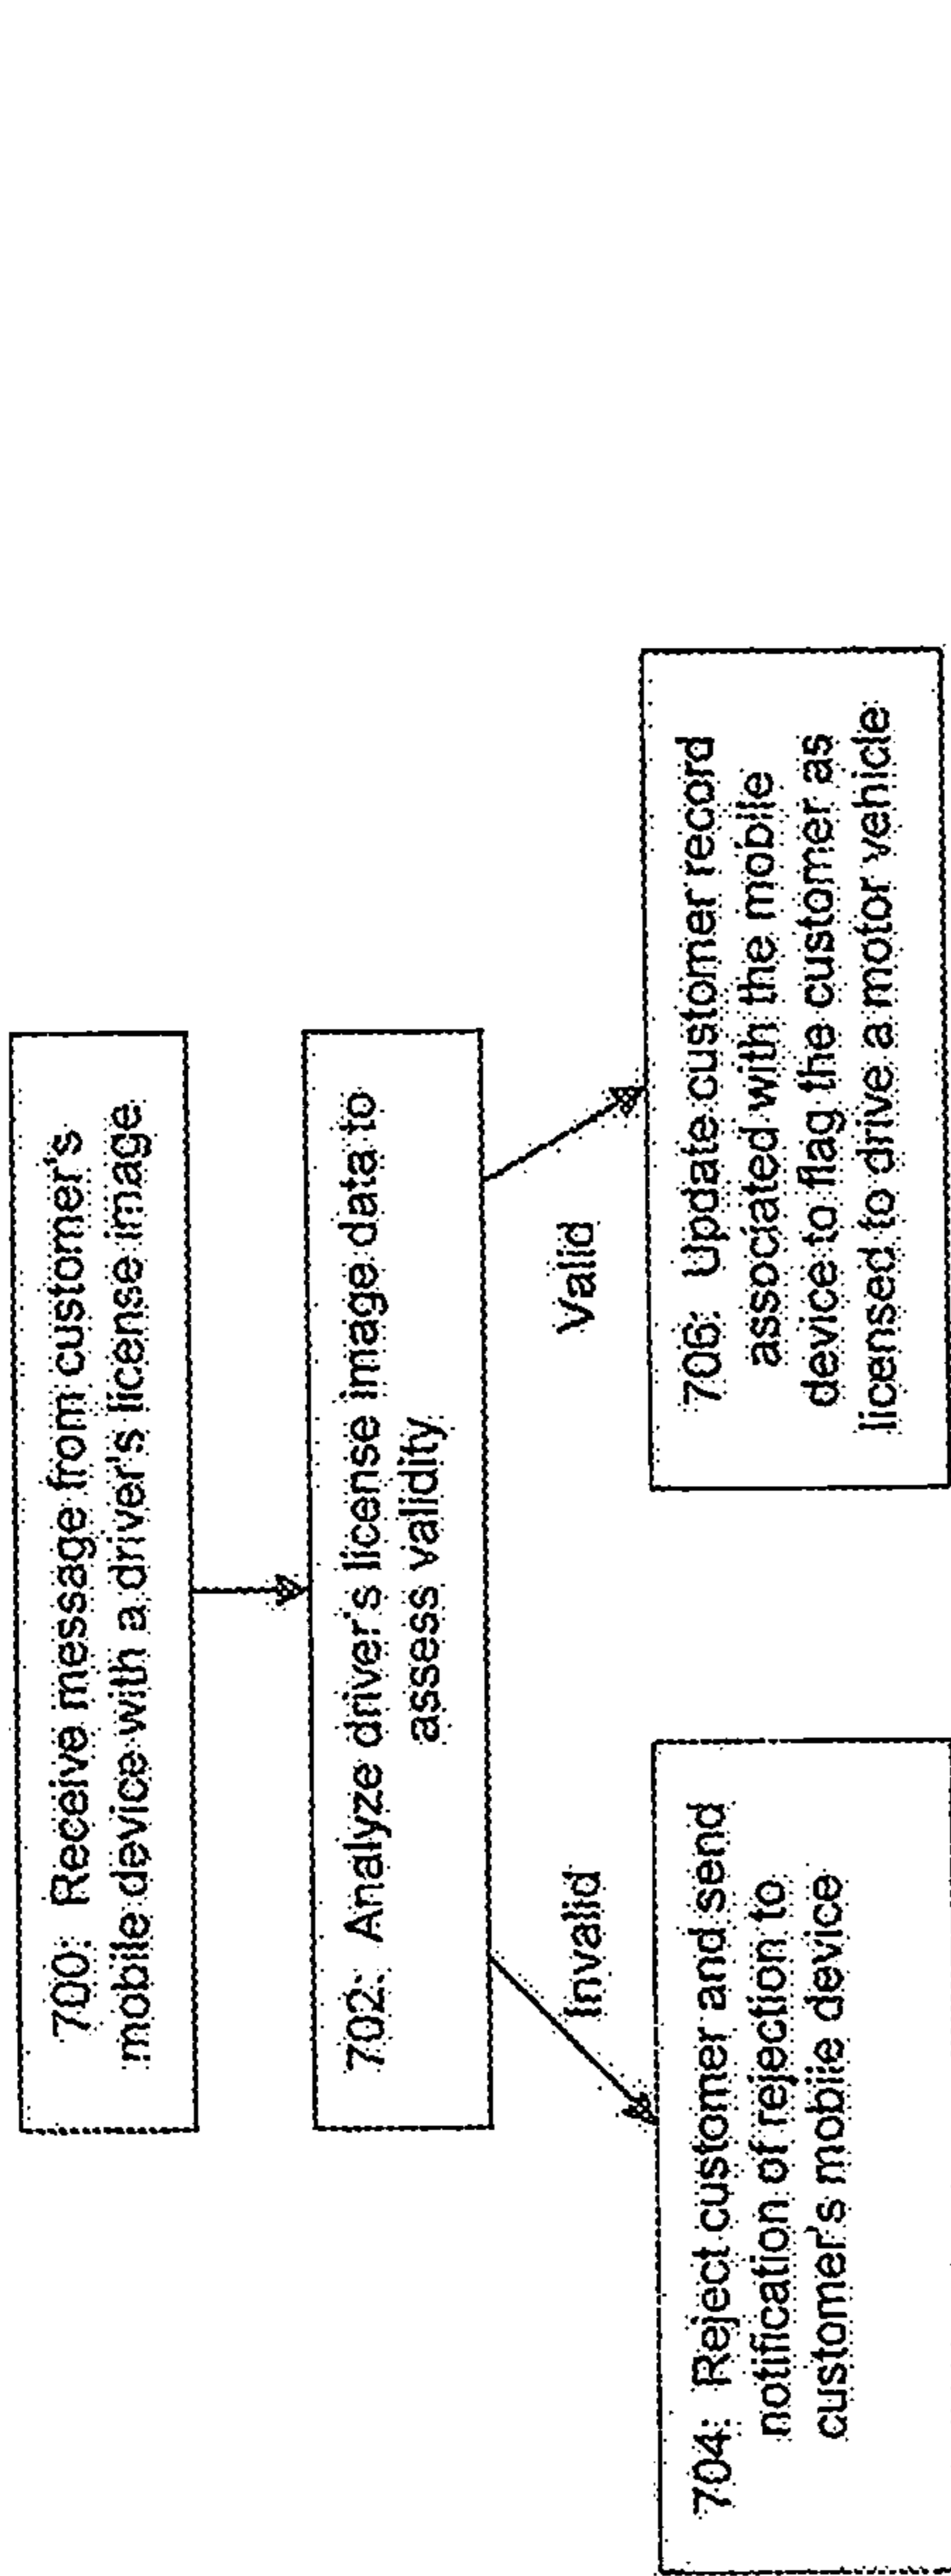 700: Receive message from customer's
mobile device with a driver's license image
702: Analyze driver's license image data to
assess validity
Invalid
Valid
704: Reject customer and send
notification of rejection to
customer's mobile device
706: Update customer record
associated with the mobile
device to flag the customer as
licensed to drive a motor vehicle